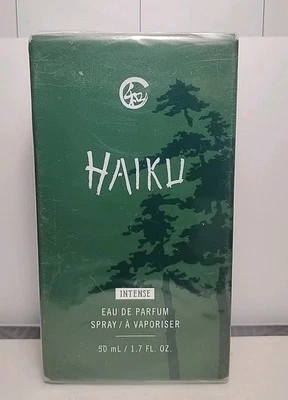 HAIKU
INTENSE
EAU DE PARFUM
SPRAY / À VAPORISER
50 mL / 1.7 FL. OZ.